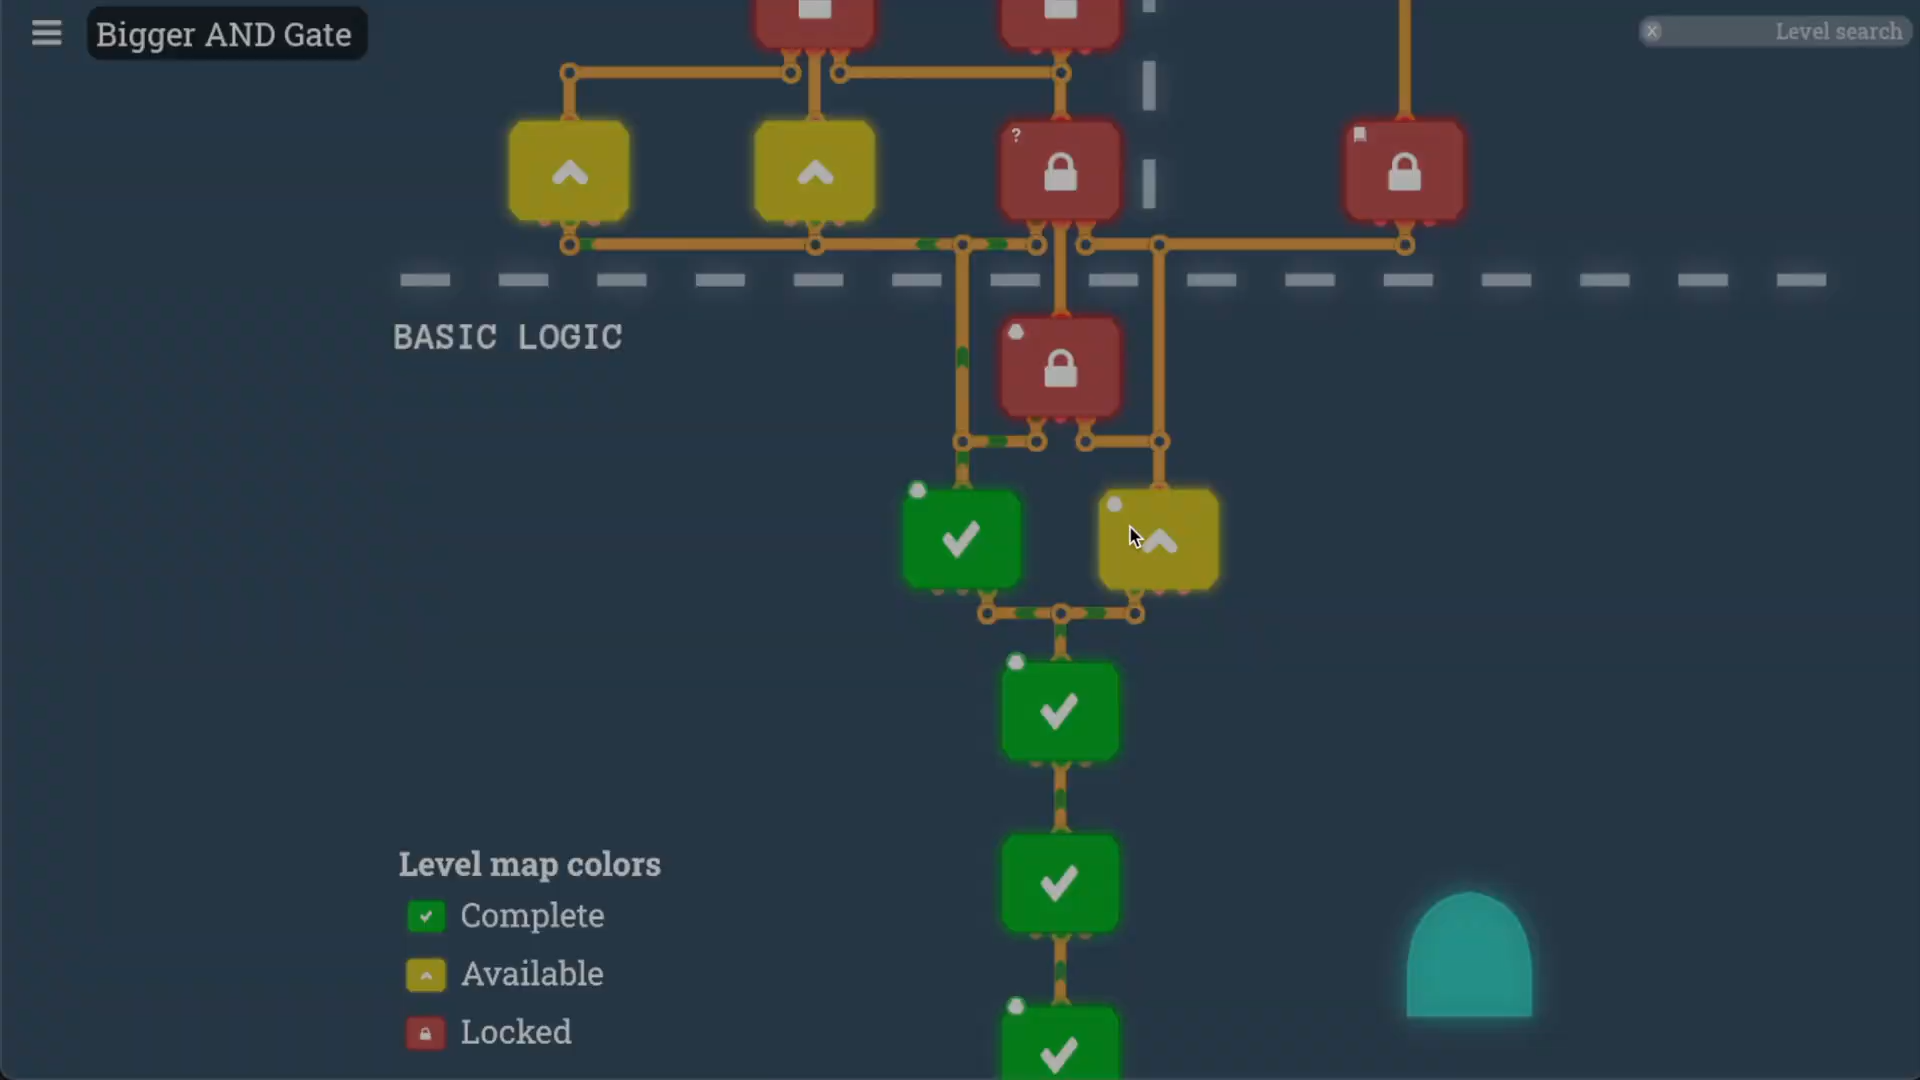 Bigger AND Gate
Level search
?
BASIC LOGIC
Level map colors
Complete
Available
Locked